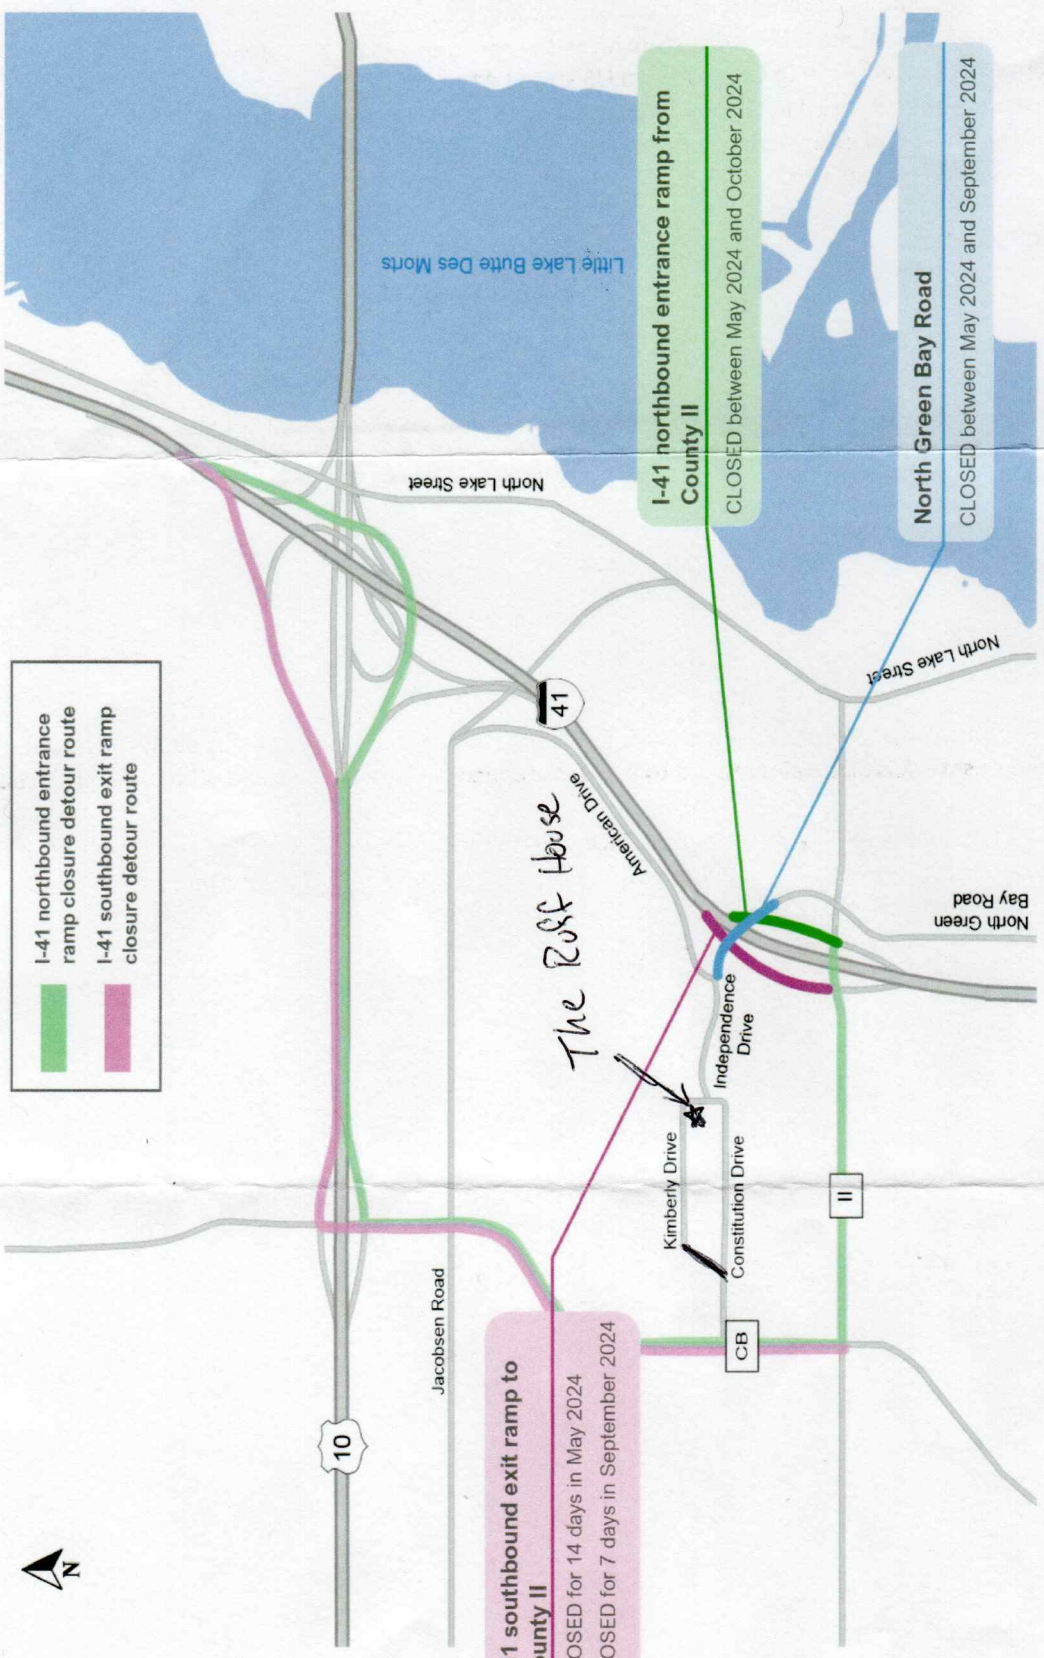 N
I-41 northbound entrance
ramp closure detour route
I-41 southbound exit ramp
closure detour route
10
Little Lake Butte Des Morts
North Lake Street
41
Jacobsen Road
American Drive
The Ruff House
1 southbound exit ramp to
unty II
OSED for 14 days in May 2024
OSED for 7 days in September 2024
I-41 northbound entrance ramp from
County II
CLOSED between May 2024 and October 2024
Kimberly Drive
Constitution Drive
Independence
Drive
CB
II
North Lake Street
North Green
Bay Road
North Green Bay Road
CLOSED between May 2024 and September 2024